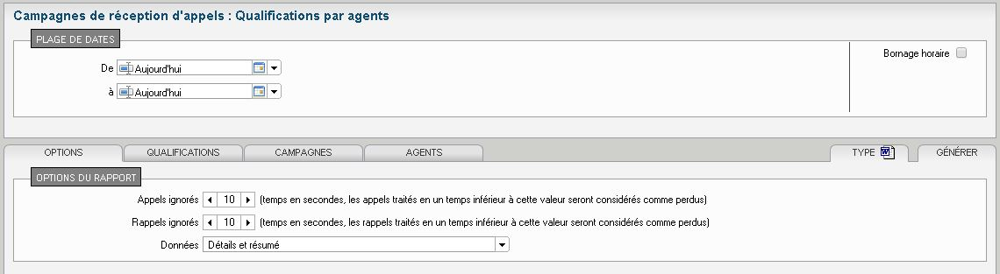 Campagnes de réception d'appels : Qualifications par agents
PLAGE DE DATES
De Aujourd'hui
Bornage horaire
à Aujourd'hui
OPTIONS QUALIFICATIONS CAMPAGNES AGENTS TYPE GÉNÉRER
OPTIONS DU RAPPORT
Appels ignorés 10 (temps en secondes, les appels traités en un temps inférieur à cette valeur seront considérés comme perdus)
Rappels ignorés 10 (temps en secondes, les rappels traités en un temps inférieur à cette valeur seront considérés comme perdus)
Données Détails et résumé